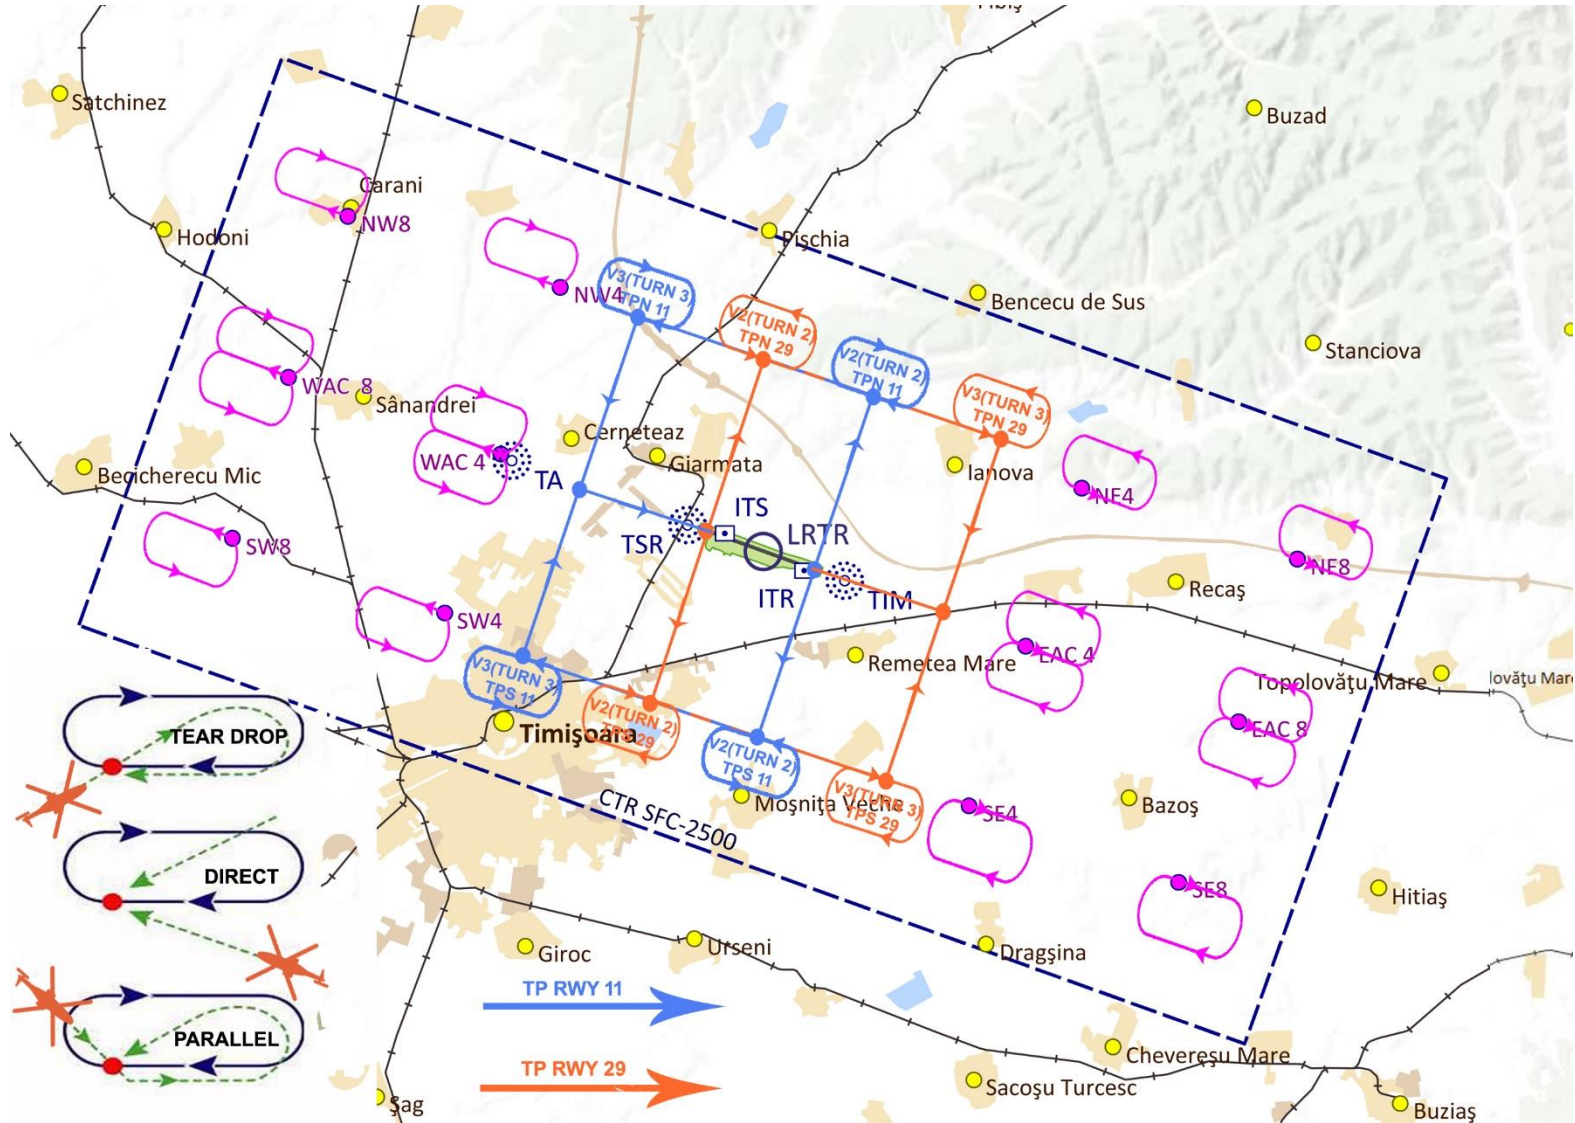 Satchinez
Buzad
Carani
NW8
Hodoni
Pişchia
NW4
V3(TURN 3)
TPN 11
Bencecu de Sus
V2(TURN 2)
TPN 29
Stanciova
V2(TURN 2)
TPN 11
WAC 8
Sânandrei
V3(TURN 3)
TPN 29
Cerneteaz
WAC 4
Giarmata
Ianova
Becicherecu Mic
TA
NE4
ITS
LRTR
TSR
SW8
NE8
ITR
TIM
Recaş
SW4
Remetea Mare
EAC 4
V3(TURN 3)
TPS 11
Topolovăţu Mare
lovăţu Mare
V2(TURN 2)
TPS 29
Timişoara
EAC 8
TEAR DROP
V2(TURN 2)
TPS 11
Moşniţa Veche
V3(TURN 3)
TPS 29
SE4
Bazoş
CTR SFC-2500
DIRECT
SE8
Hitiaş
Giroc
Urseni
Dragşina
TP RWY 11
PARALLEL
Chevereşu Mare
TP RWY 29
Sacoşu Turcesc
Şag
Buziaş